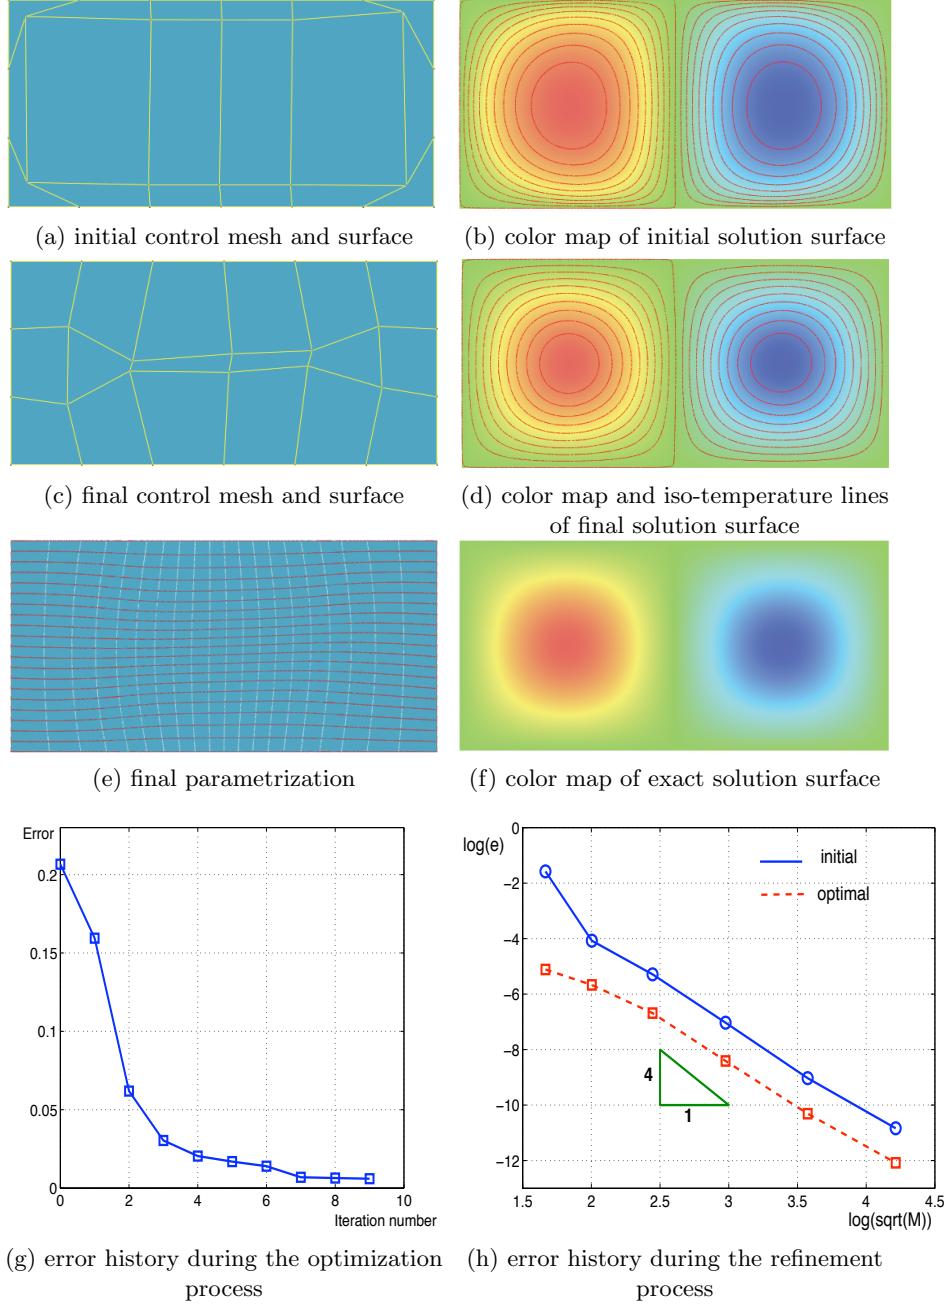 (a) initial control mesh and surface
(b) color map of initial solution surface
(c) final control mesh and surface
(d) color map and iso-temperature lines
of final solution surface
(e) final parametrization
(f) color map of exact solution surface
Error
0.2
0.15
0.1
0.05
0
0 2 4 6 8 10
Iteration number
log(e)
0
−2
−4
−6
−8
−10
−12
initial
optimal
4
1
1.5 2 2.5 3 3.5 4 4.5
log(sqrt(M))
(g) error history during the optimization
process
(h) error history during the refinement
process